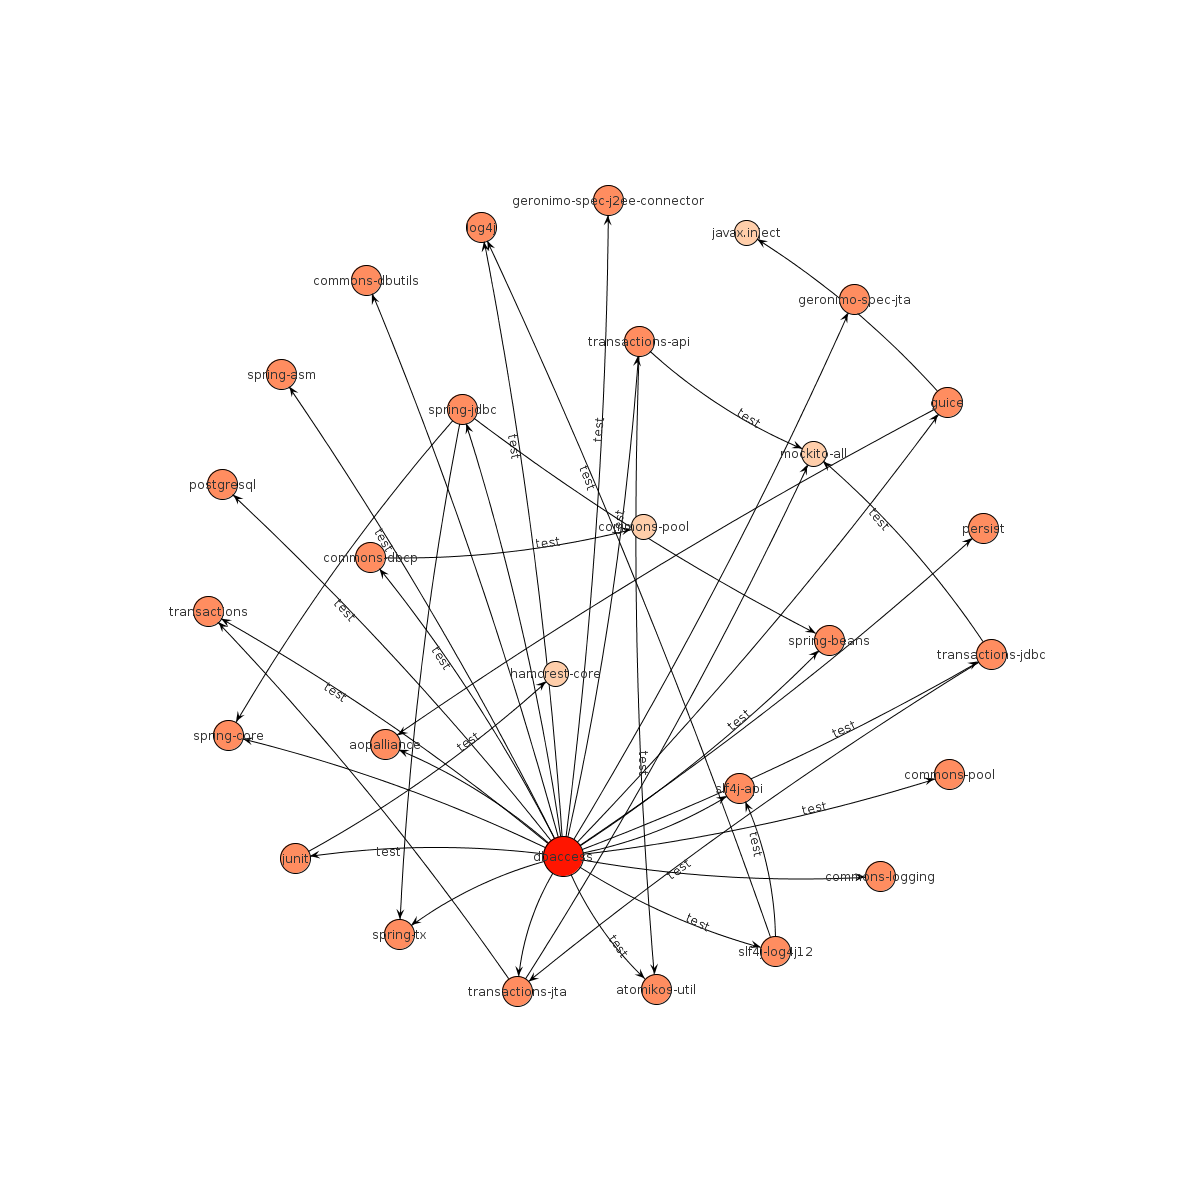 geronimo-spec-j2ee-connector
log4j
javax.inject
commons-dbutils
geronimo-spec-jta
transactions-api
spring-asm
guice
spring-jdbc
test
test
test
mockito-all
test
postgresql
test
test
commons-pool
persist
test
test
commons-dbcp
test
transactions
spring-beans
test
transactions-jdbc
hamcrest-core
test
test
test
spring-core
test
aopalliance
test
commons-pool
slf4j-api
test
test
test
junit
dbaccess
test
commons-logging
test
spring-tx
test
slf4j-log4j12
transactions-jta
atomikos-util